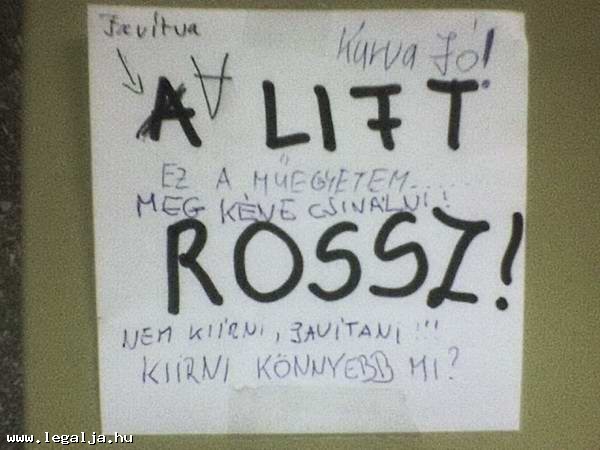 Javítva
Kurva Jó!
A LIFT
EZ A MŰEGYETEM......
MEG KÉNE CSINÁLNI!
ROSSZ!
NEM KIÍRNI, JAVÍTANI!!!
KIÍRNI KÖNNYEBB MI?
www.legalja.hu